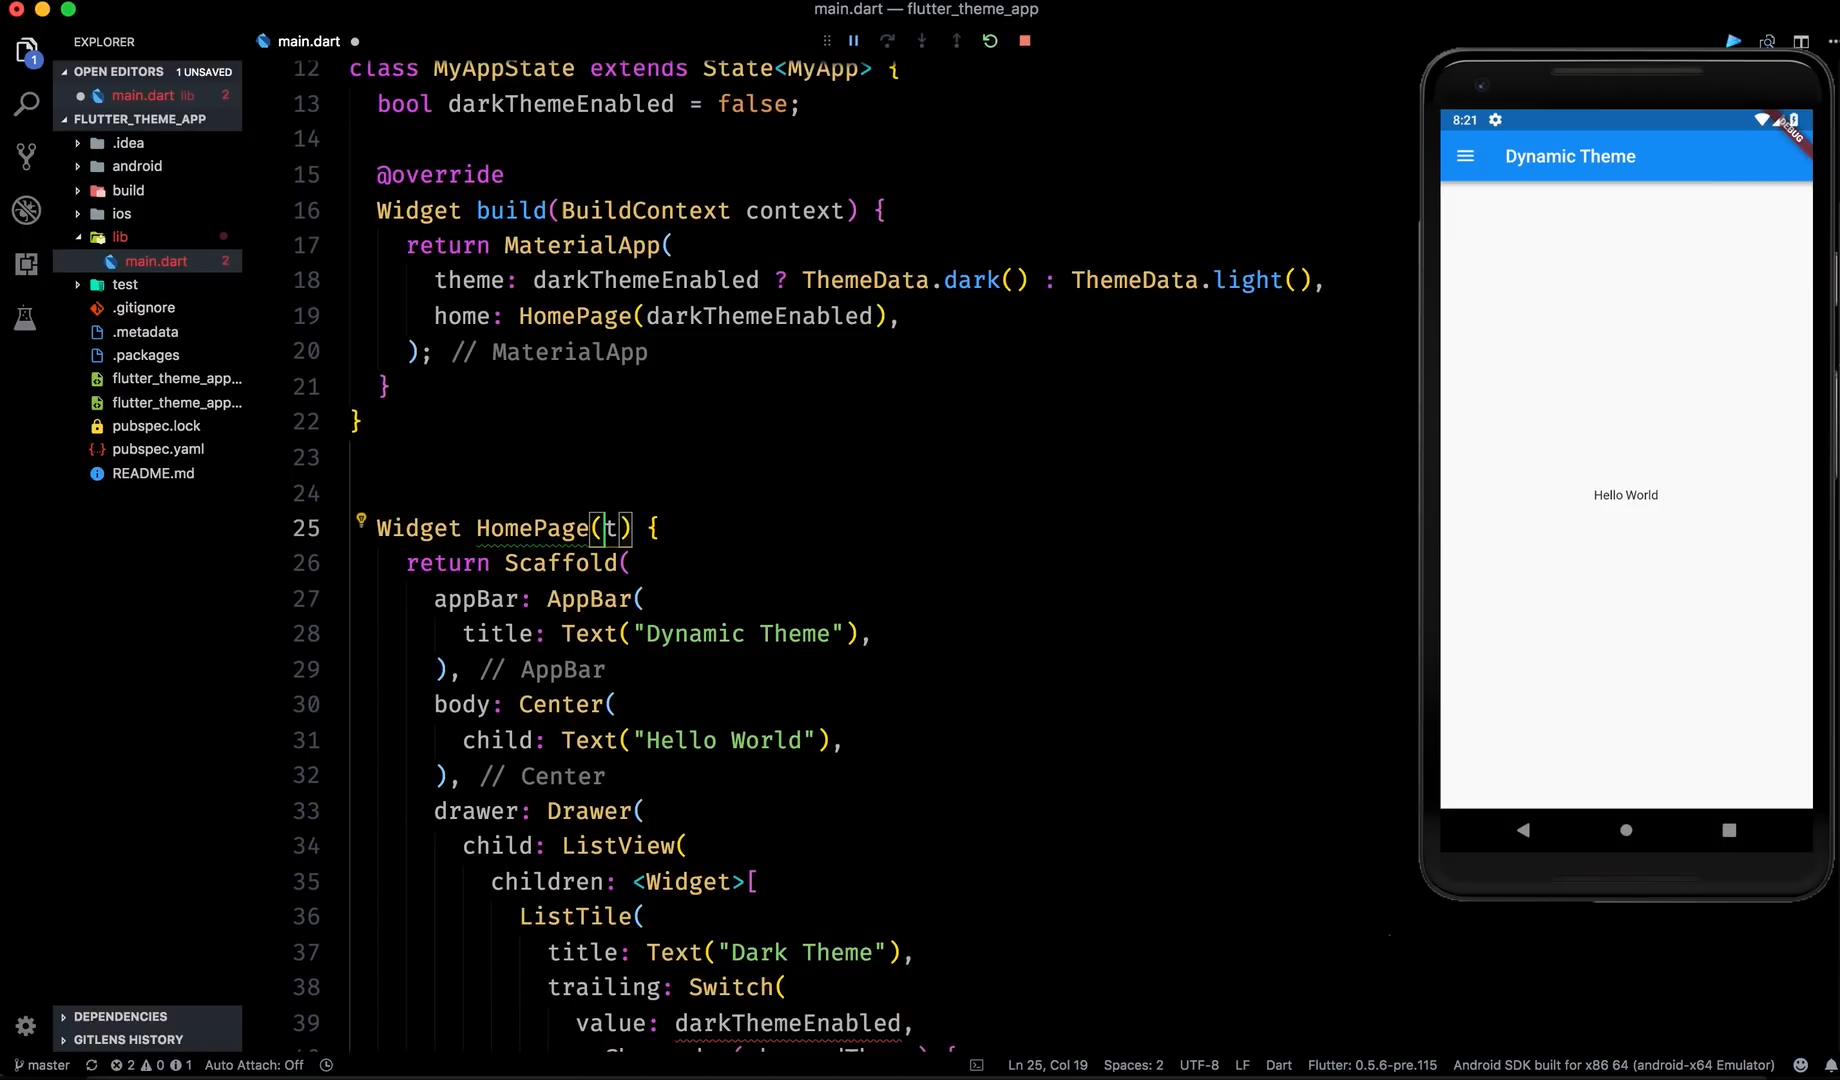 main.dart — flutter_theme_app
EXPLORER
main.dart
1
OPEN EDITORS 1 UNSAVED
main.dart lib 2
FLUTTER_THEME_APP
.idea
android
build
ios
lib
main.dart 2
test
.gitignore
.metadata
.packages
flutter_theme_app...
flutter_theme_app...
pubspec.lock
pubspec.yaml
README.md
DEPENDENCIES
GITLENS HISTORY
12 class MyAppState extends State<MyApp> {
13 bool darkThemeEnabled = false;
14
15 @override
16 Widget build(BuildContext context) {
17 return MaterialApp(
18 theme: darkThemeEnabled ? ThemeData.dark() : ThemeData.light(),
19 home: HomePage(darkThemeEnabled),
20 ); // MaterialApp
21 }
22 }
23
24
25 Widget HomePage(t) {
26 return Scaffold(
27 appBar: AppBar(
28 title: Text("Dynamic Theme"),
29 ), // AppBar
30 body: Center(
31 child: Text("Hello World"),
32 ), // Center
33 drawer: Drawer(
34 child: ListView(
35 children: <Widget>[
36 ListTile(
37 title: Text("Dark Theme"),
38 trailing: Switch(
39 value: darkThemeEnabled,
8:21
DEBUG
Dynamic Theme
Hello World
master 2 0 1 Auto Attach: Off
Ln 25, Col 19 Spaces: 2 UTF-8 LF Dart Flutter: 0.5.6-pre.115 Android SDK built for x86 64 (android-x64 Emulator)